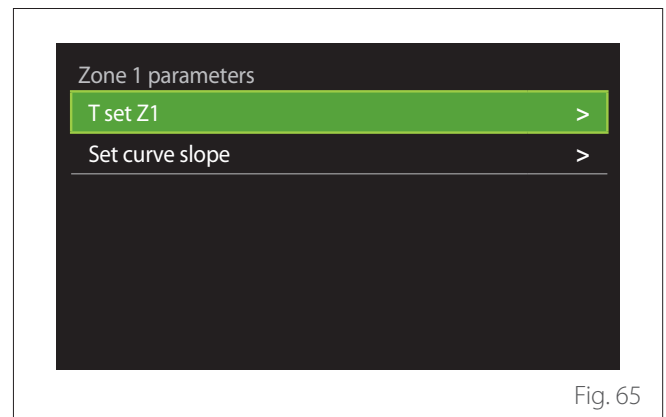 Zone 1 parameters
T set Z1 >
Set curve slope >
Fig. 65